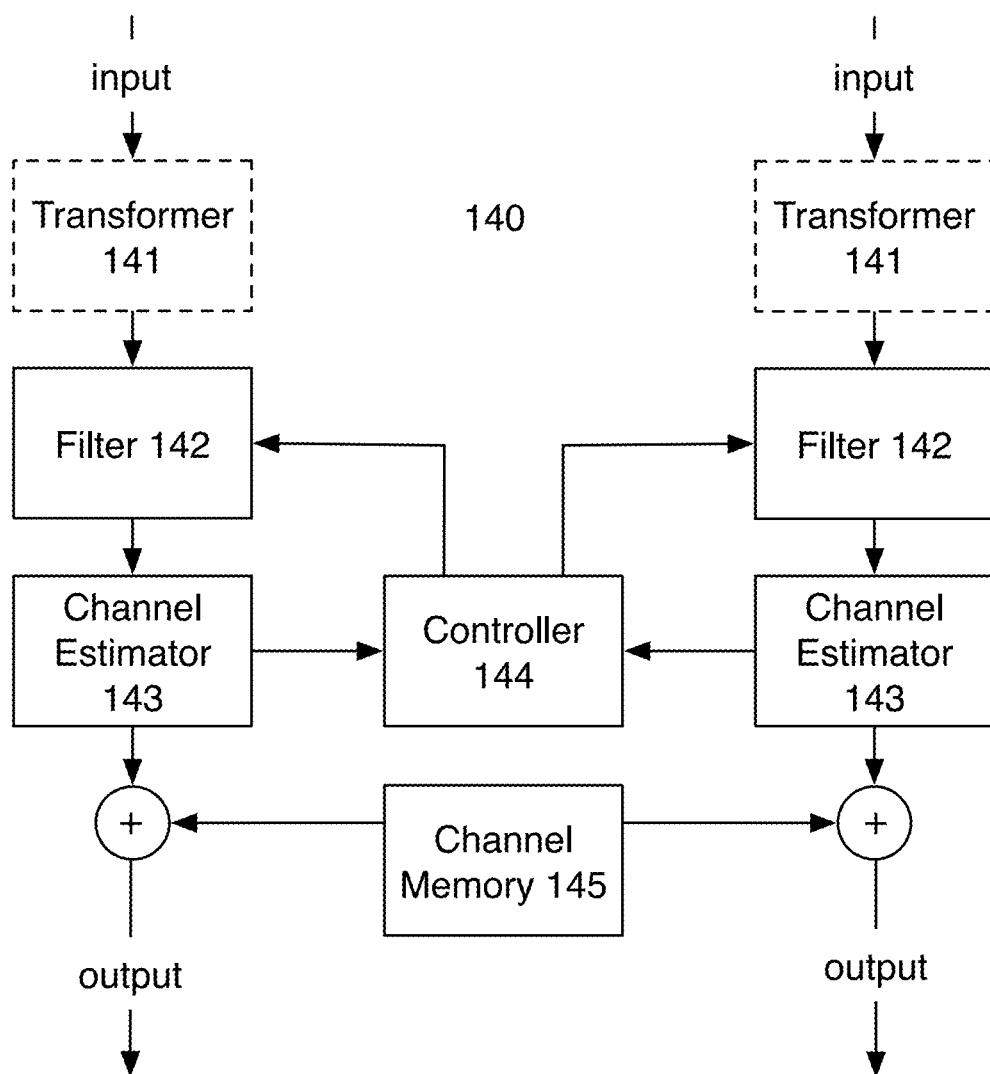 input
input
Transformer
141
140
Transformer
141
Filter 142
Filter 142
Channel
Estimator
143
Controller
144
Channel
Estimator
143
+
Channel
Memory 145
+
output
output